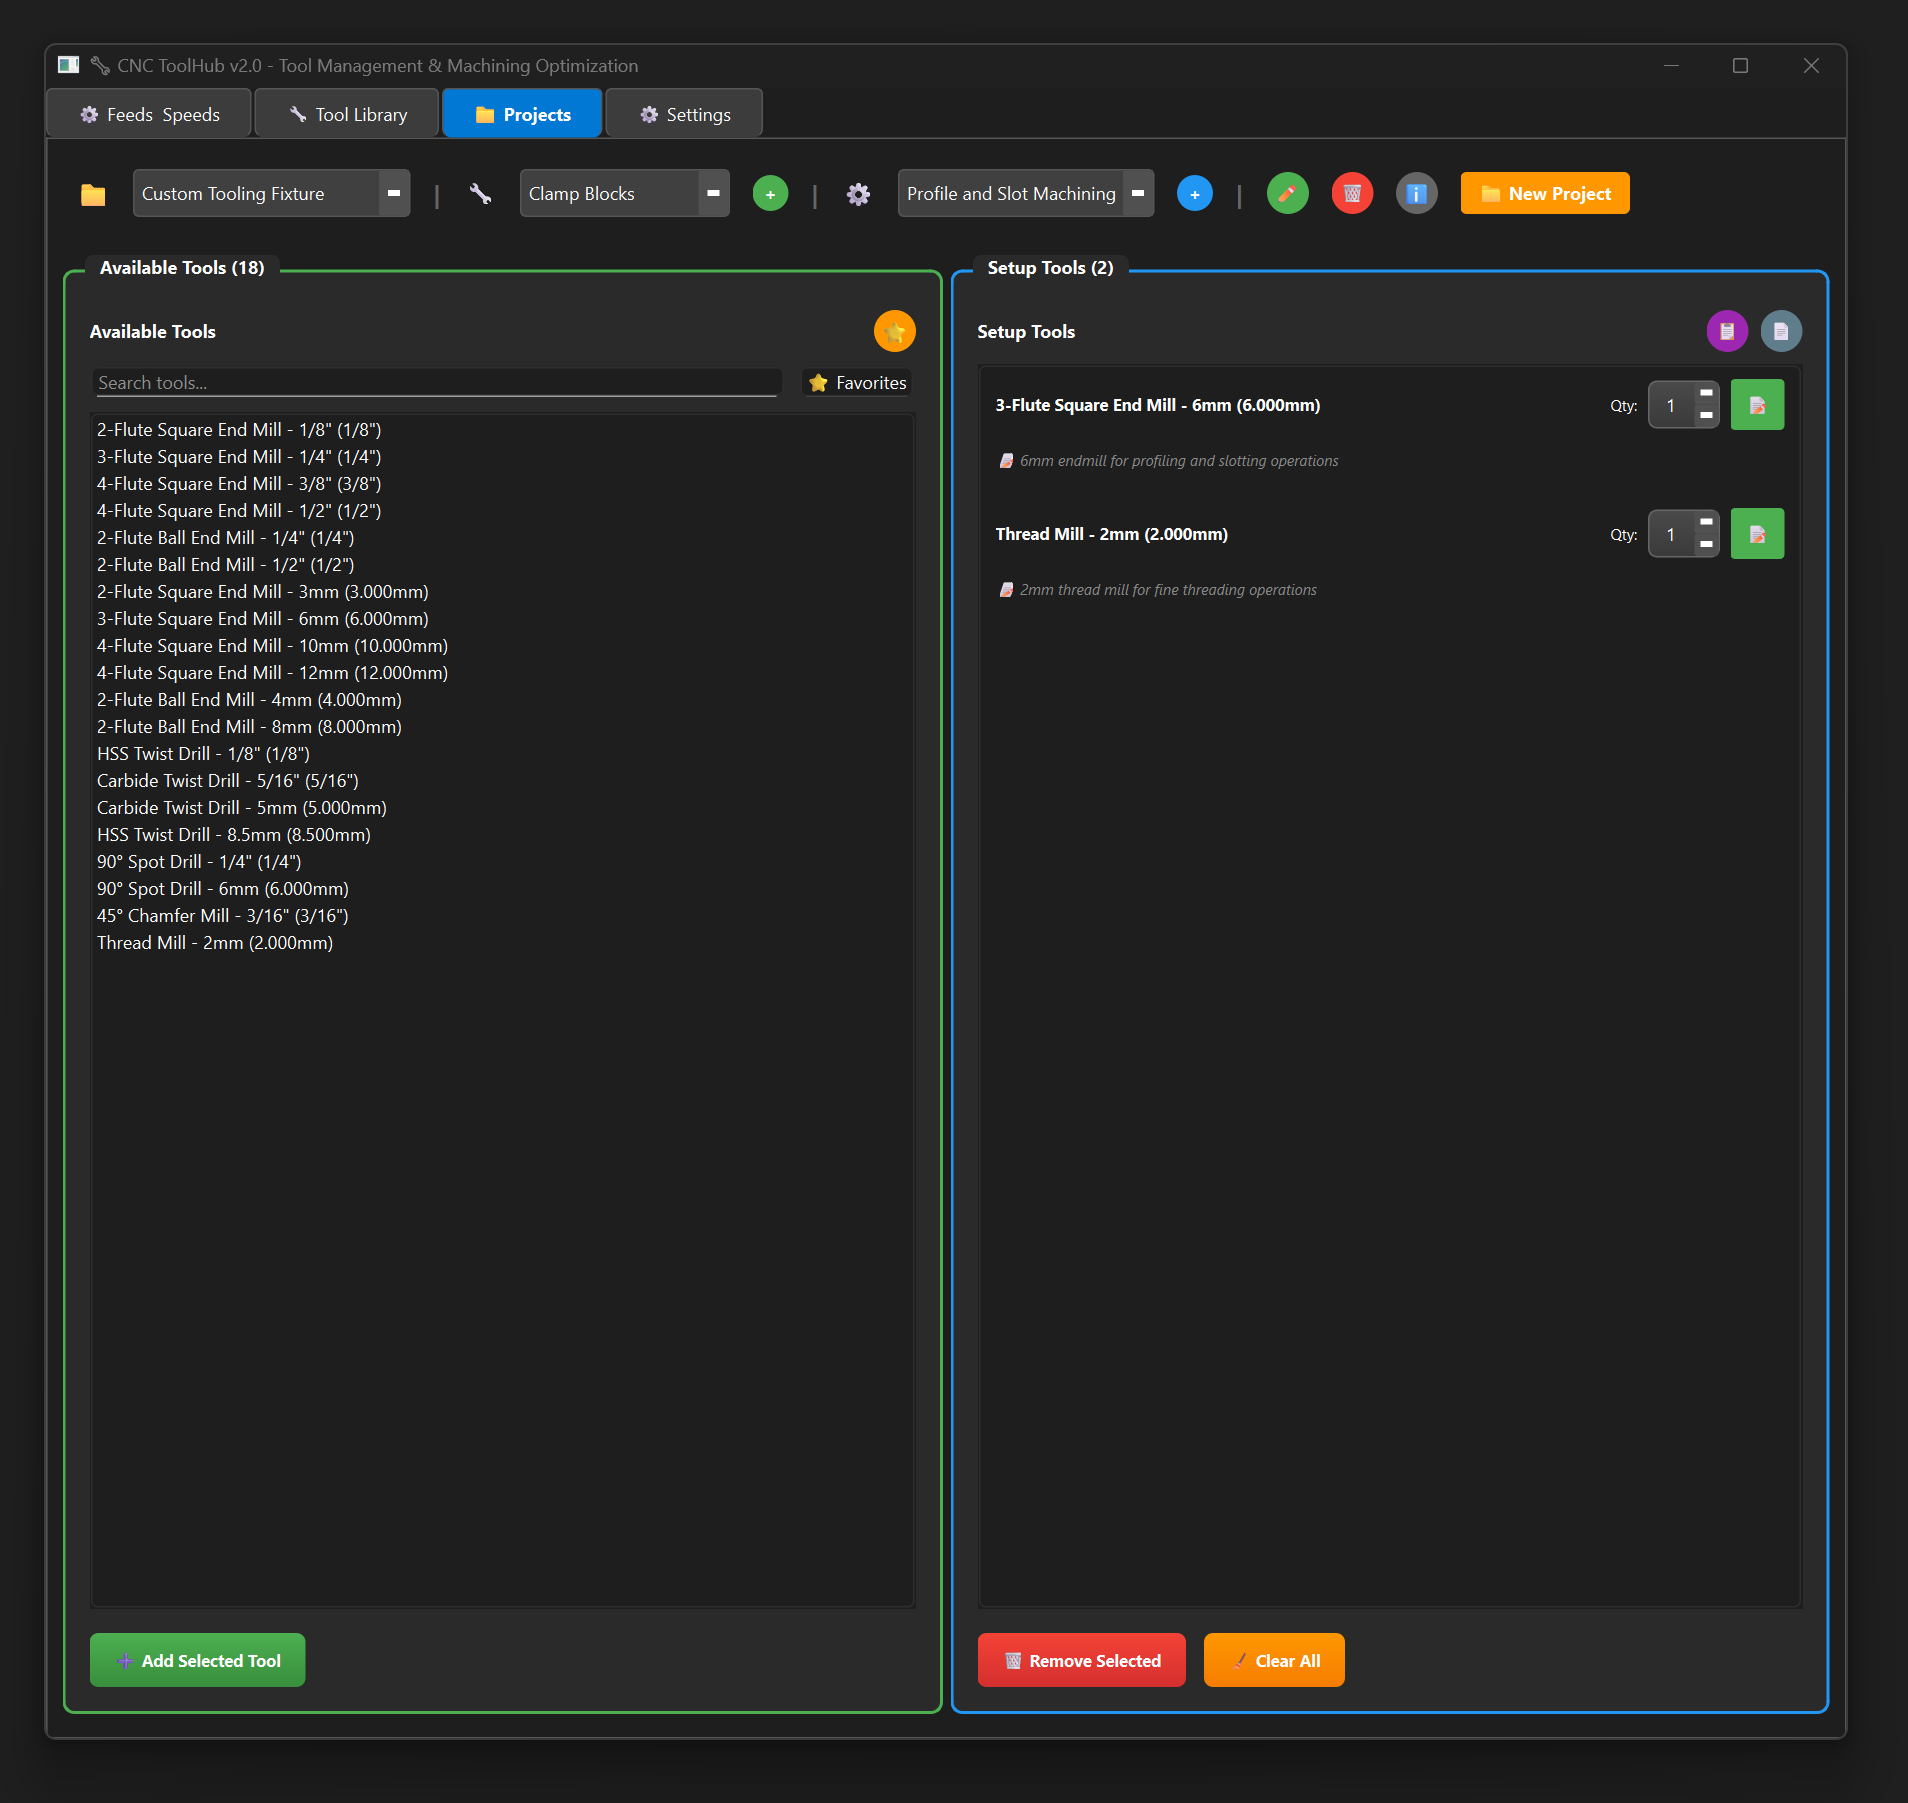 CNC ToolHub v2.0 - Tool Management & Machining Optimization
Feeds  Speeds
Tool Library
Projects
Settings
Custom Tooling Fixture
|
Clamp Blocks
+
|
Profile and Slot Machining
+
|
New Project
Available Tools (18)
Available Tools
Search tools...
Favorites
2-Flute Square End Mill - 1/8" (1/8")
3-Flute Square End Mill - 1/4" (1/4")
4-Flute Square End Mill - 3/8" (3/8")
4-Flute Square End Mill - 1/2" (1/2")
2-Flute Ball End Mill - 1/4" (1/4")
2-Flute Ball End Mill - 1/2" (1/2")
2-Flute Square End Mill - 3mm (3.000mm)
3-Flute Square End Mill - 6mm (6.000mm)
4-Flute Square End Mill - 10mm (10.000mm)
4-Flute Square End Mill - 12mm (12.000mm)
2-Flute Ball End Mill - 4mm (4.000mm)
2-Flute Ball End Mill - 8mm (8.000mm)
HSS Twist Drill - 1/8" (1/8")
Carbide Twist Drill - 5/16" (5/16")
Carbide Twist Drill - 5mm (5.000mm)
HSS Twist Drill - 8.5mm (8.500mm)
90° Spot Drill - 1/4" (1/4")
90° Spot Drill - 6mm (6.000mm)
45° Chamfer Mill - 3/16" (3/16")
Thread Mill - 2mm (2.000mm)
Add Selected Tool
Setup Tools (2)
Setup Tools
3-Flute Square End Mill - 6mm (6.000mm)
Qty: 1
6mm endmill for profiling and slotting operations
Thread Mill - 2mm (2.000mm)
Qty: 1
2mm thread mill for fine threading operations
Remove Selected
Clear All